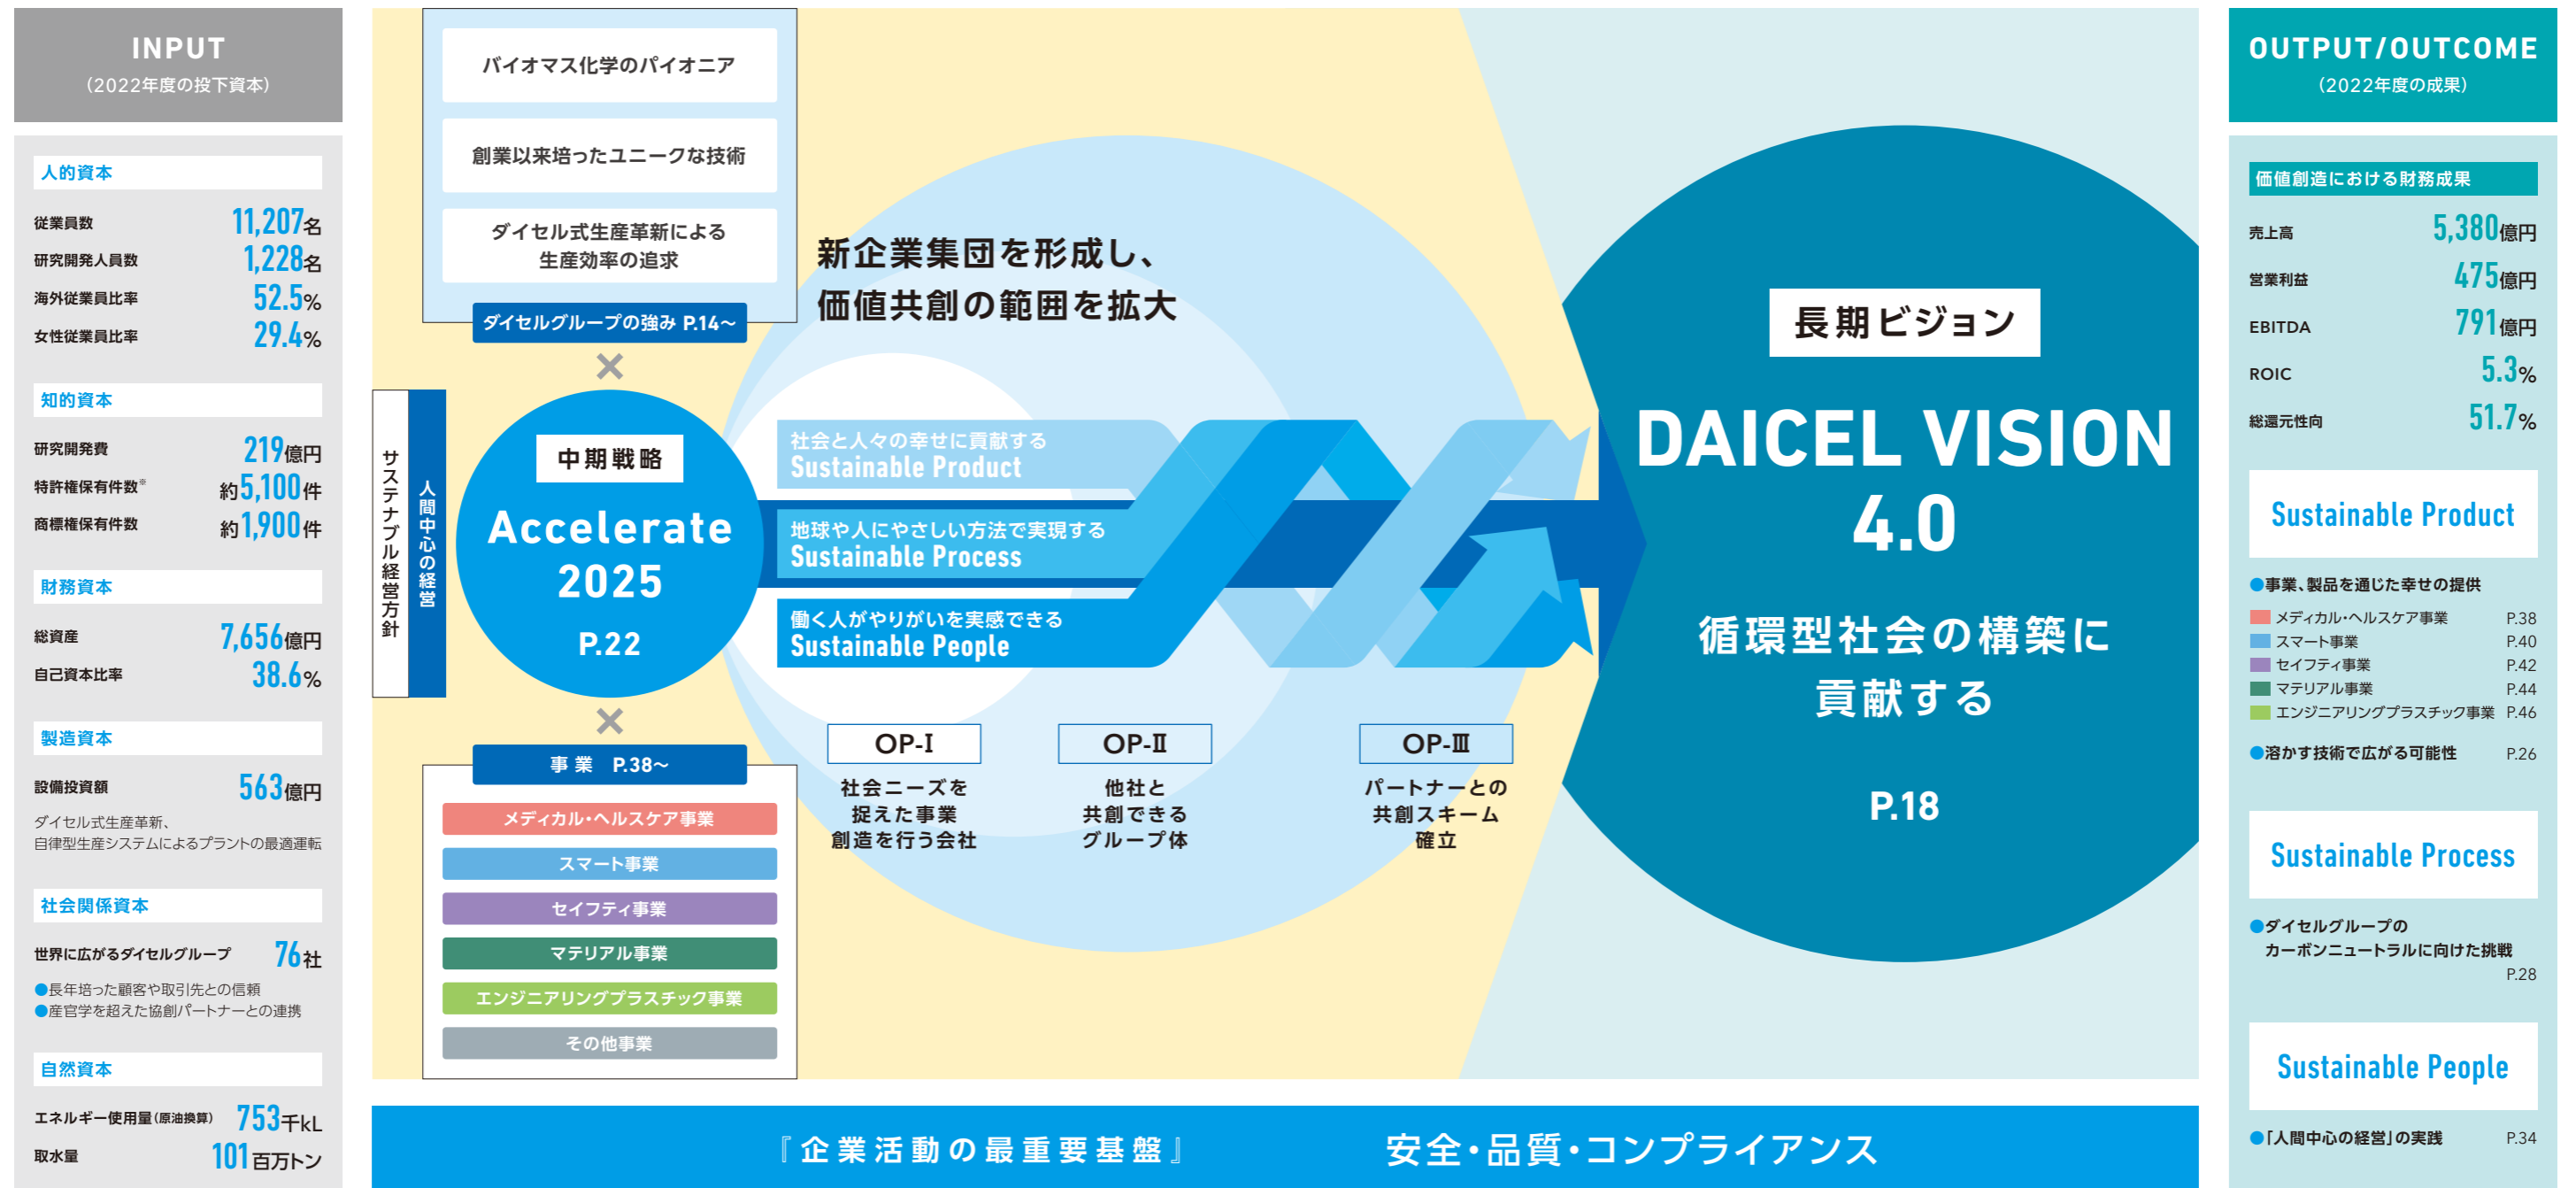 INPUT
（2022年度の投下資本）
人的資本
従業員数 11,207名
研究開発人員数 1,228名
海外従業員比率 52.5%
女性従業員比率 29.4%
知的資本
研究開発費 219億円
特許権保有件数※ 約5,100件
商標権保有件数 約1,900件
財務資本
総資産 7,656億円
自己資本比率 38.6%
製造資本
設備投資額 563億円
ダイセル式生産革新、
自律型生産システムによるプラントの最適運転
社会関係資本
世界に広がるダイセルグループ 76社
●長年培った顧客や取引先との信頼
●産官学を超えた協創パートナーとの連携
自然資本
エネルギー使用量（原油換算） 753千kL
取水量 101百万トン
バイオマス化学のパイオニア
創業以来培ったユニークな技術
ダイセル式生産革新による
生産効率の追求
ダイセルグループの強み P.14～
×
サステナブル経営方針
人間中心の経営
中期戦略
Accelerate
2025
P.22
×
事業 P.38～
メディカル・ヘルスケア事業
スマート事業
セイフティ事業
マテリアル事業
エンジニアリングプラスチック事業
その他事業
新企業集団を形成し、
価値共創の範囲を拡大
社会と人々の幸せに貢献する
Sustainable Product
地球や人にやさしい方法で実現する
Sustainable Process
働く人がやりがいを実感できる
Sustainable People
OP-Ⅰ
社会ニーズを
捉えた事業
創造を行う会社
OP-Ⅱ
他社と
共創できる
グループ体
OP-Ⅲ
パートナーとの
共創スキーム
確立
長期ビジョン
DAICEL VISION
4.0
循環型社会の構築に
貢献する
P.18
『企業活動の最重要基盤』 安全・品質・コンプライアンス
OUTPUT/OUTCOME
（2022年度の成果）
価値創造における財務成果
売上高 5,380億円
営業利益 475億円
EBITDA 791億円
ROIC 5.3%
総還元性向 51.7%
Sustainable Product
●事業、製品を通じた幸せの提供
メディカル・ヘルスケア事業 P.38
スマート事業 P.40
セイフティ事業 P.42
マテリアル事業 P.44
エンジニアリングプラスチック事業 P.46
●溶かす技術で広がる可能性 P.26
Sustainable Process
●ダイセルグループの
カーボンニュートラルに向けた挑戦
P.28
Sustainable People
●「人間中心の経営」の実践 P.34